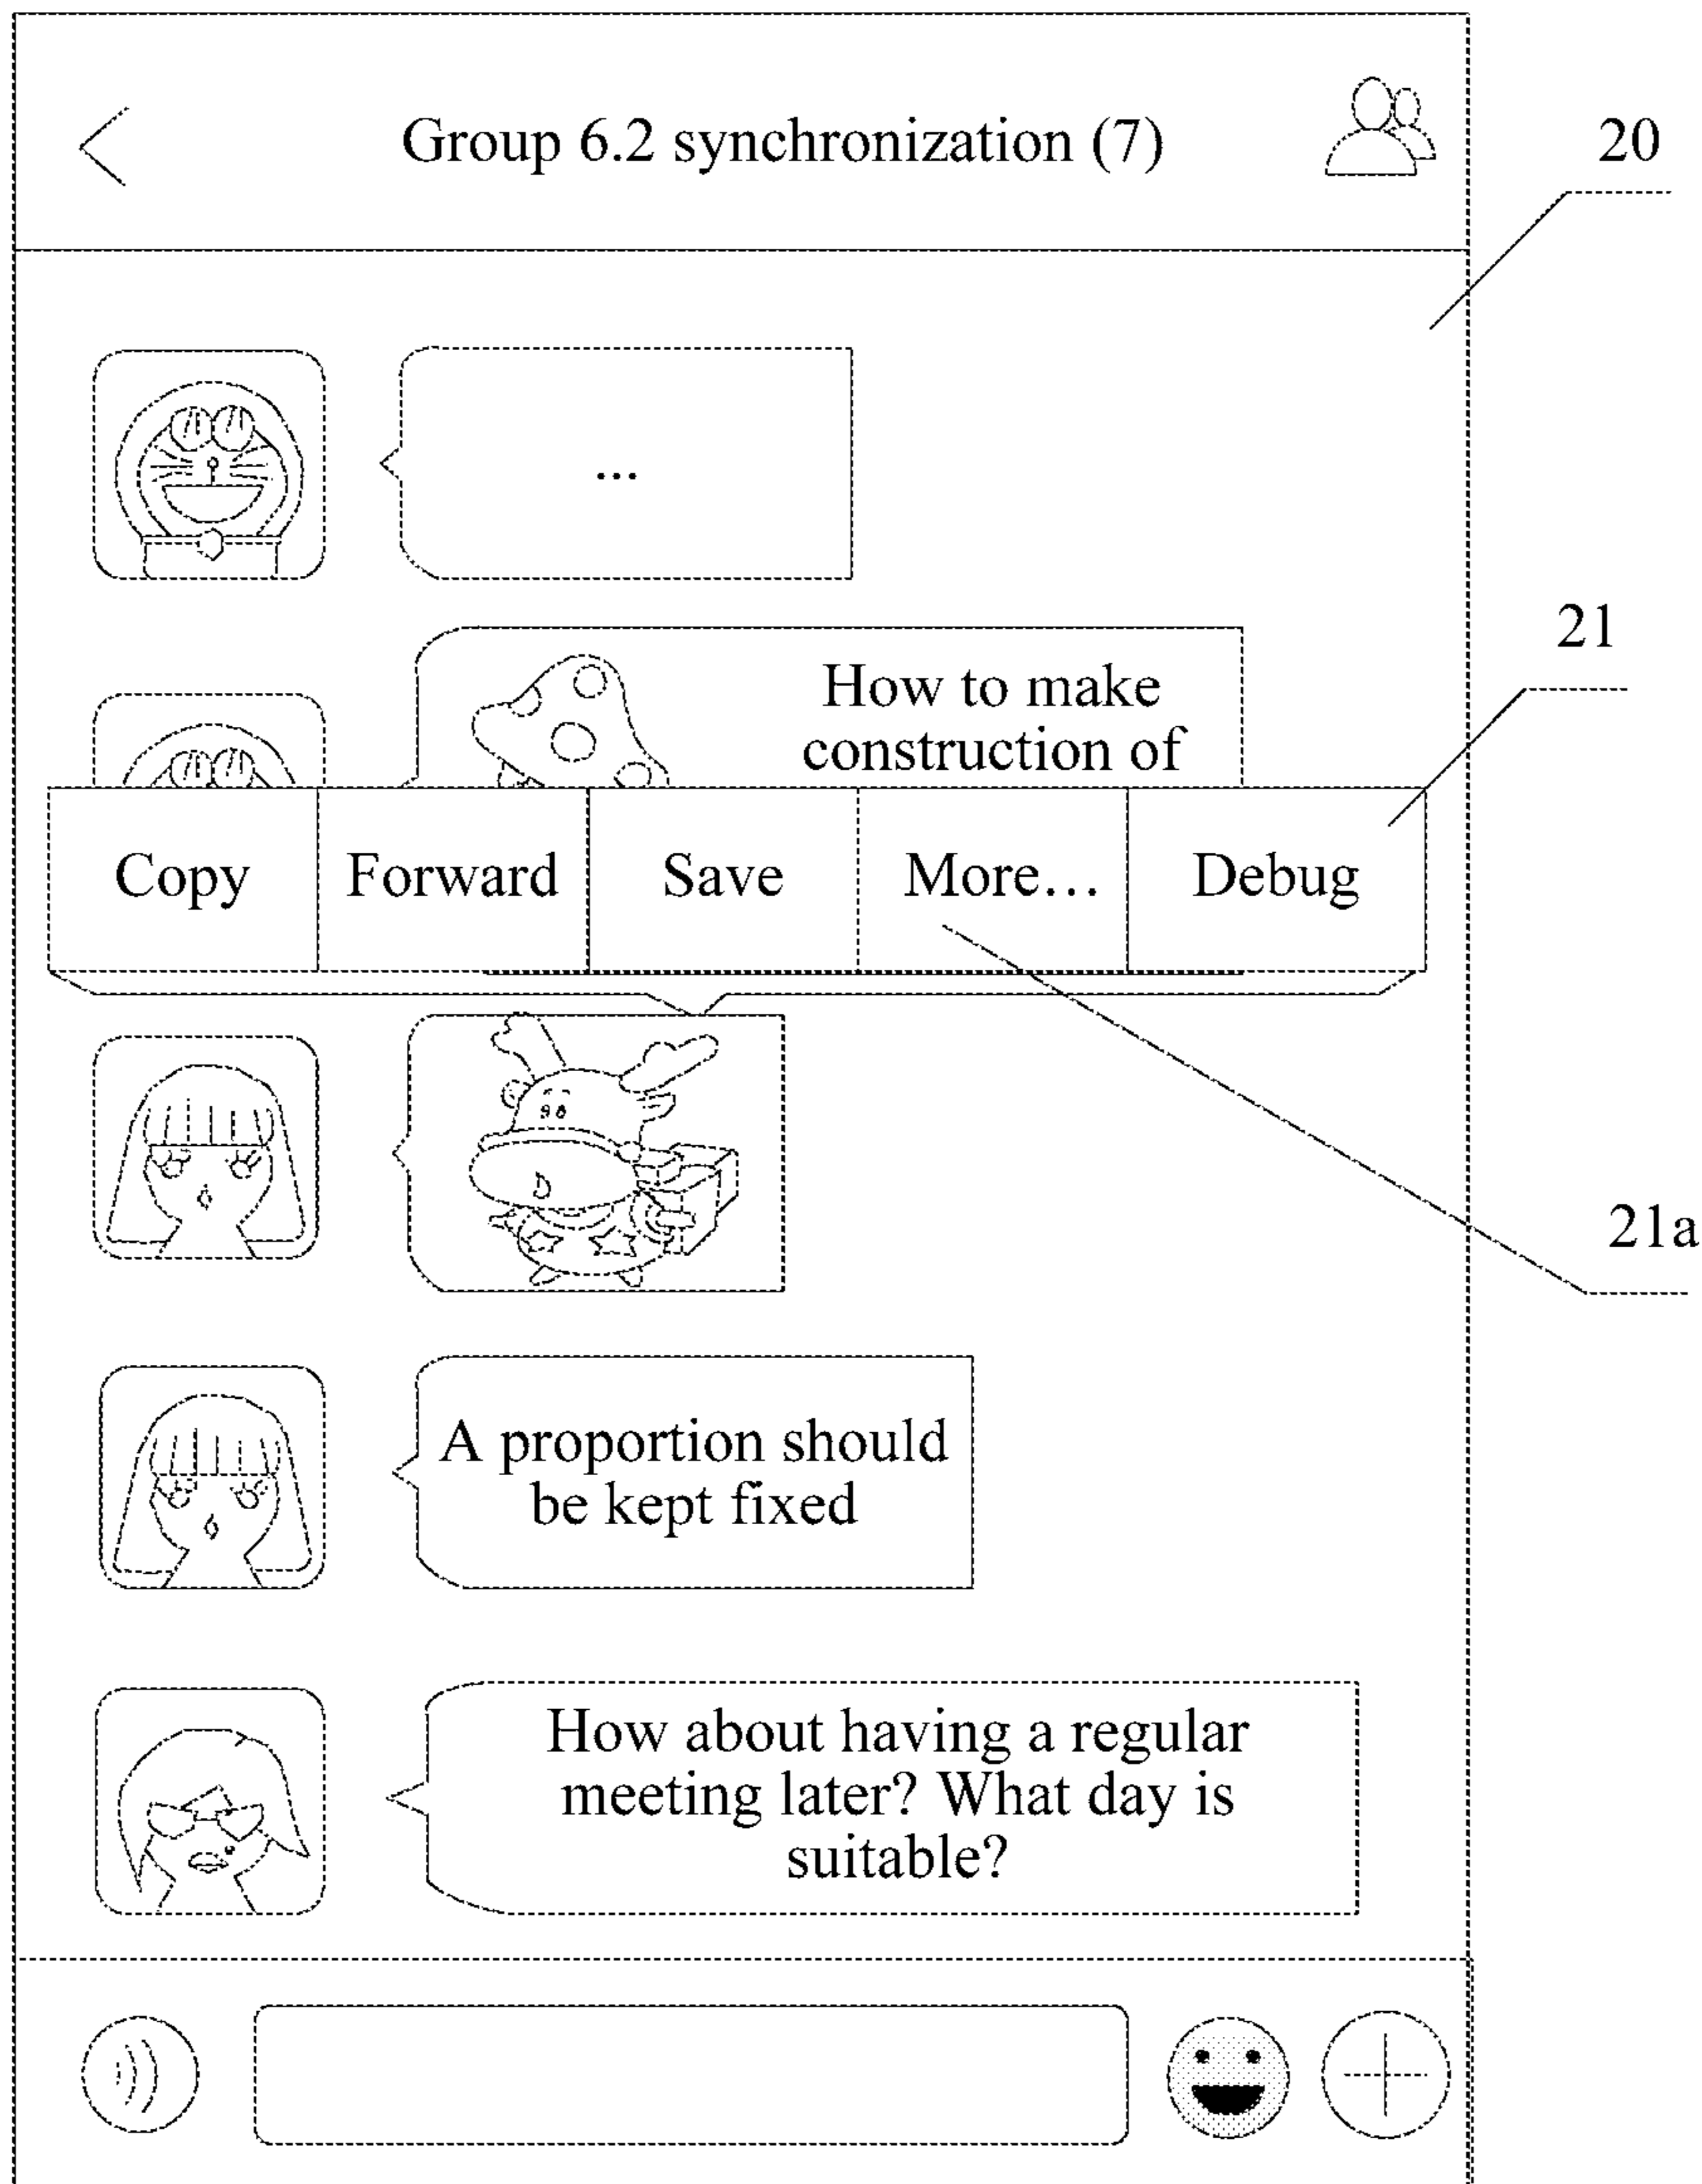 Group 6.2 synchronization (7)
20
...
21
How to make
construction of
Copy Forward Save More... Debug
21a
A proportion should
be kept fixed
How about having a regular
meeting later? What day is
suitable?